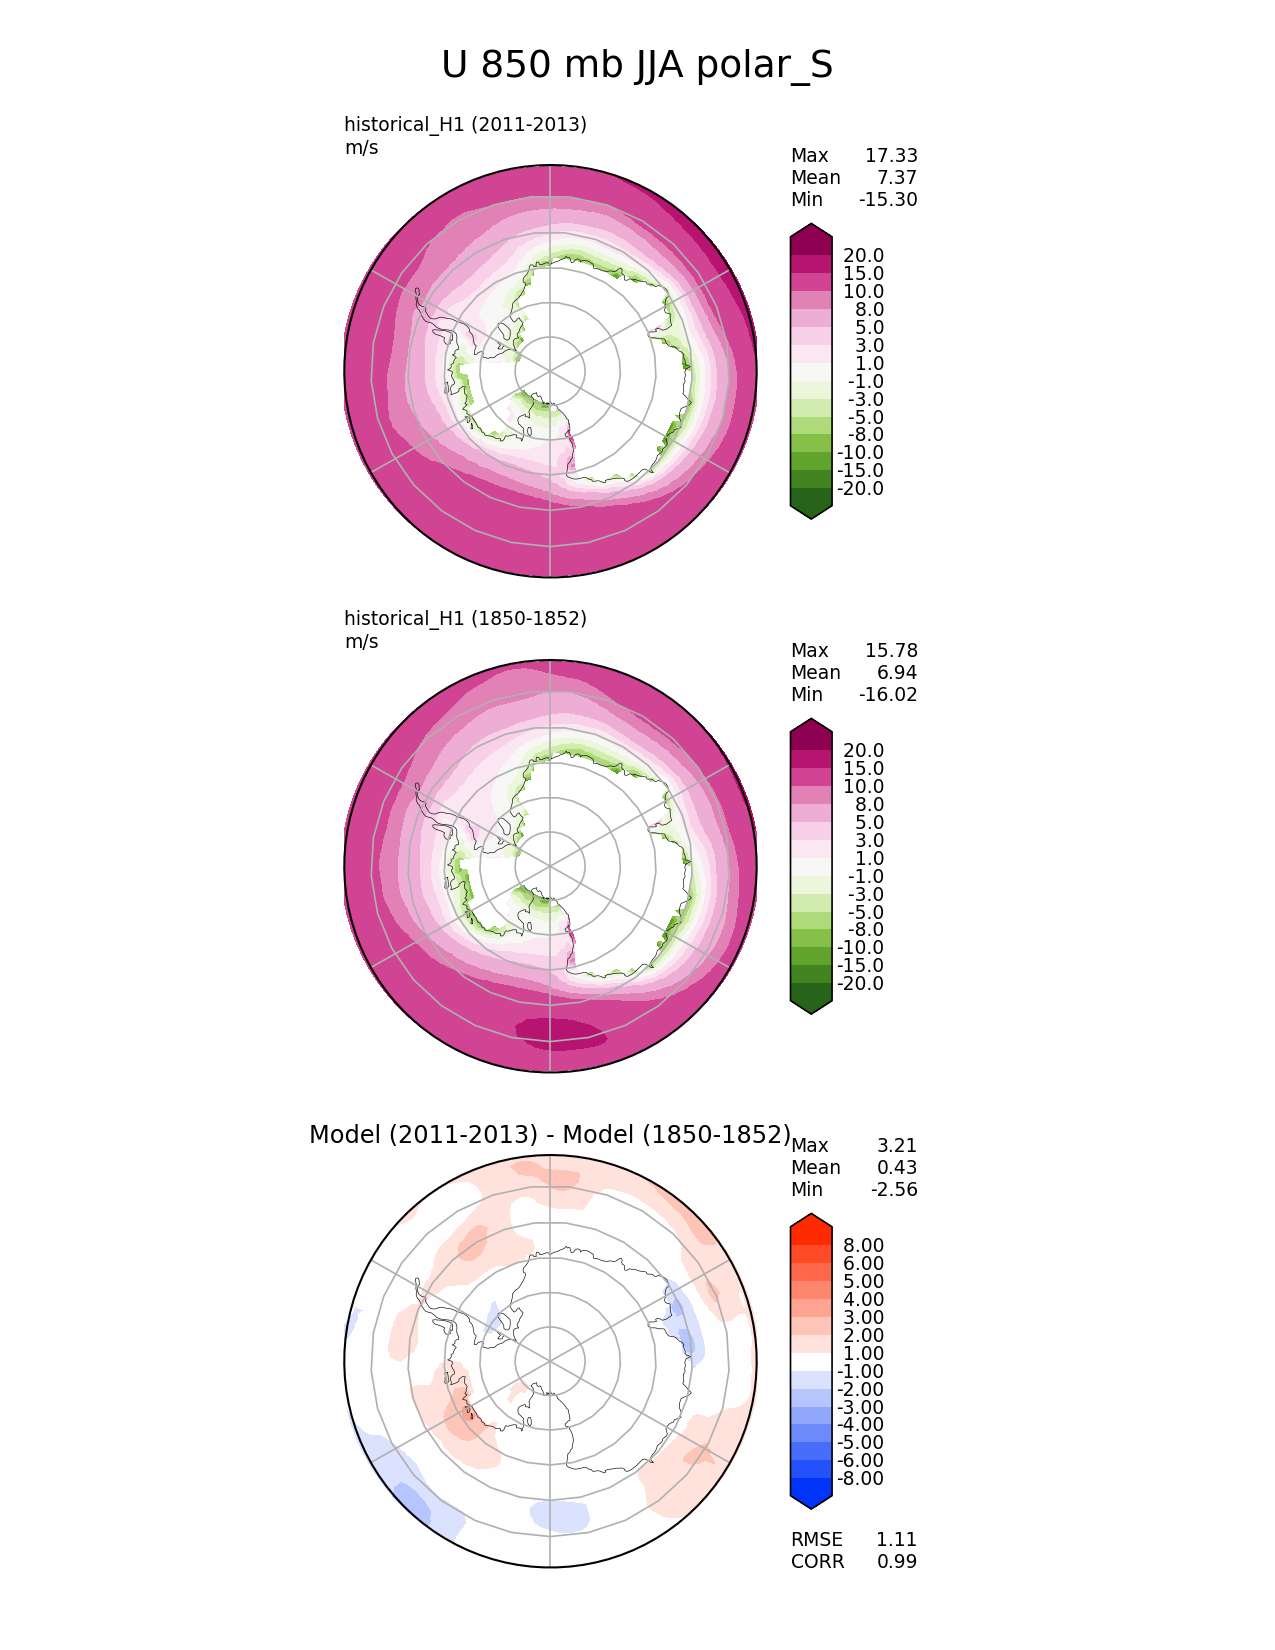 U 850 mb JJA polar_S
historical_H1 (2011-2013)
m/s
Max 17.33
Mean 7.37
Min -15.30
20.0
15.0
10.0
8.0
5.0
3.0
1.0
-1.0
-3.0
-5.0
-8.0
-10.0
-15.0
-20.0
historical_H1 (1850-1852)
m/s
Max 15.78
Mean 6.94
Min -16.02
20.0
15.0
10.0
8.0
5.0
3.0
1.0
-1.0
-3.0
-5.0
-8.0
-10.0
-15.0
-20.0
Model (2011-2013) - Model (1850-1852)
Max 3.21
Mean 0.43
Min -2.56
8.00
6.00
5.00
4.00
3.00
2.00
1.00
-1.00
-2.00
-3.00
-4.00
-5.00
-6.00
-8.00
RMSE 1.11
CORR 0.99